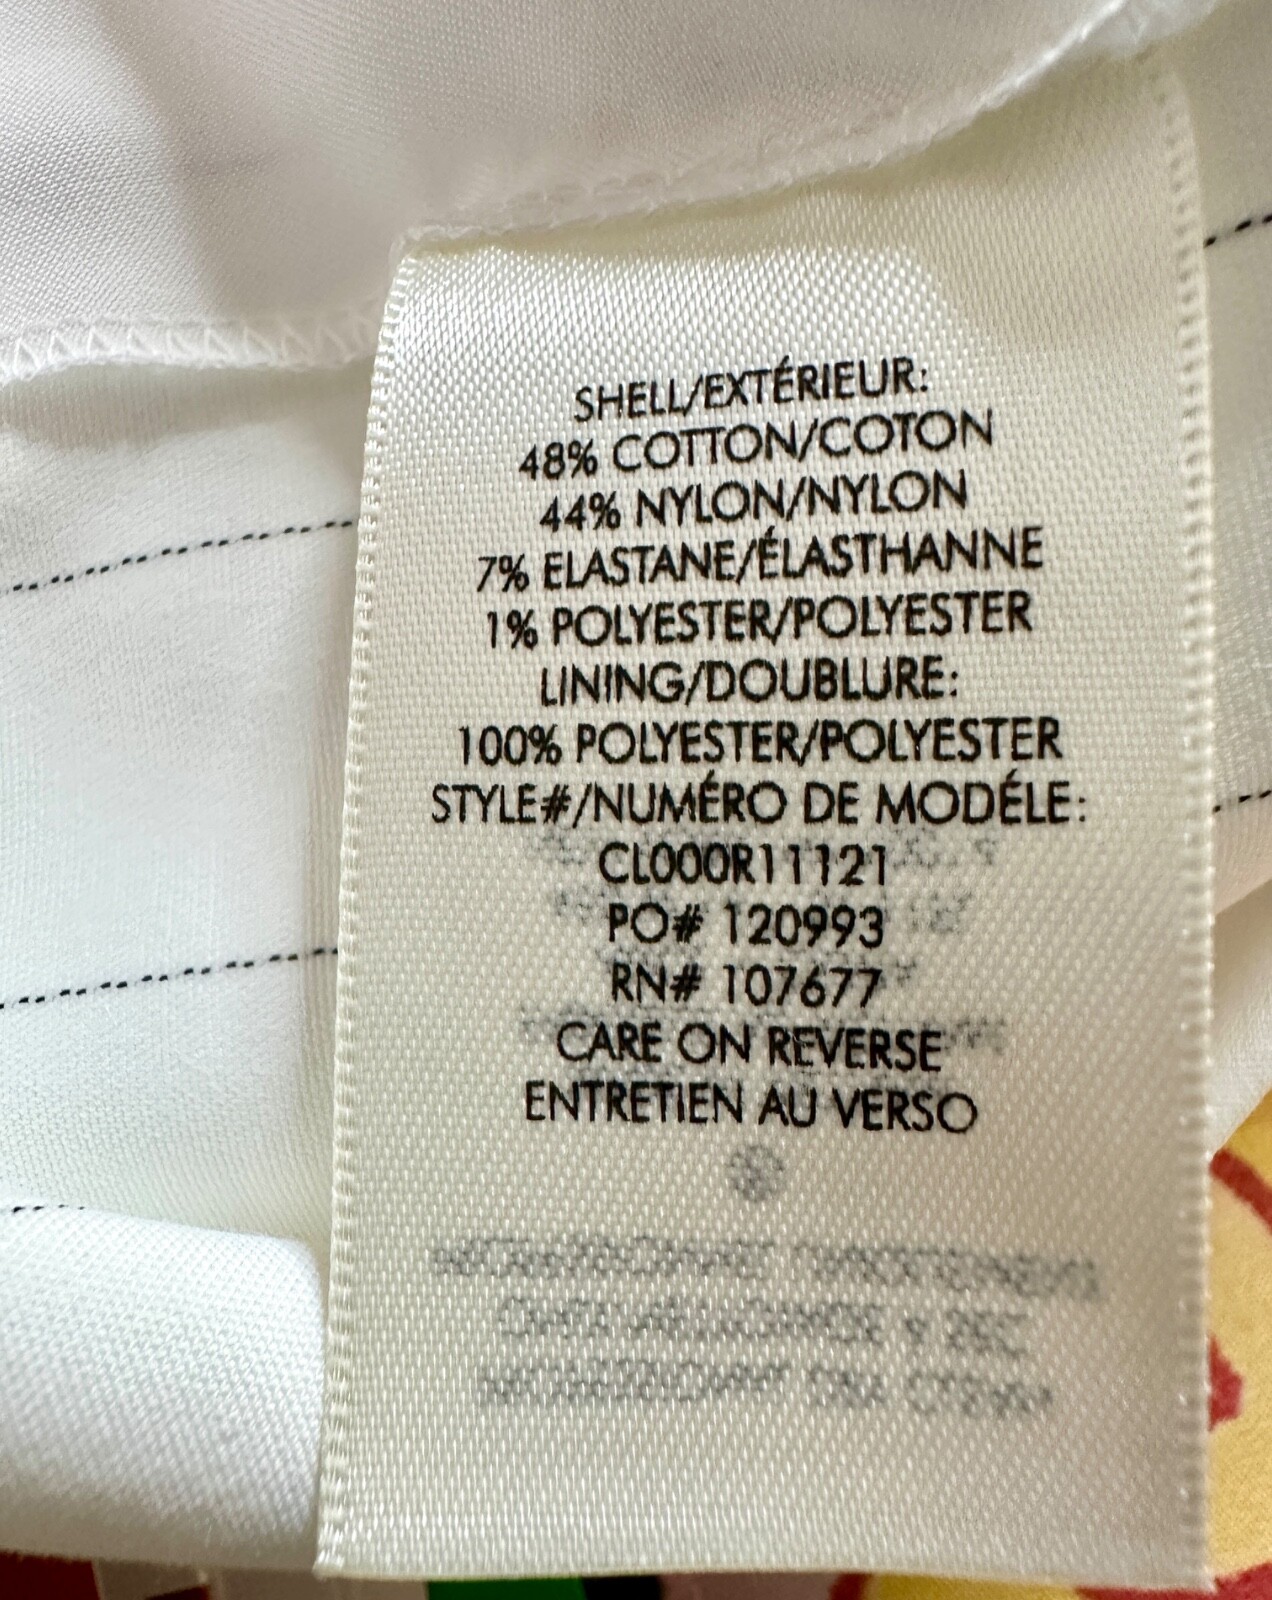 SHELL/EXTÉRIEUR:
48% COTTON/COTON
44% NYLON/NYLON
7% ELASTANE/ÉLASTHANNE
1% POLYESTER/POLYESTER
LINING/DOUBLURE:
100% POLYESTER/POLYESTER
STYLE#/NUMÉRO DE MODÉLE:
CL000R11121
PO# 120993
RN# 107677
CARE ON REVERSE
ENTRETIEN AU VERSO